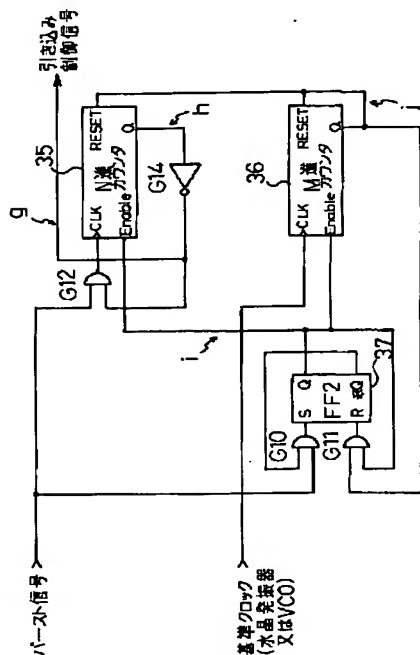 引き込み
制御信号
g
35
RESET
CLK N進
Enable カウンタ
Q
h
G14
G12
i
36
RESET
CLK M進
Enable カウンタ
Q
j
S Q
FF2
R
37
G10
G11
バースト信号
基準クロック
(水晶発振器
又はVCO)